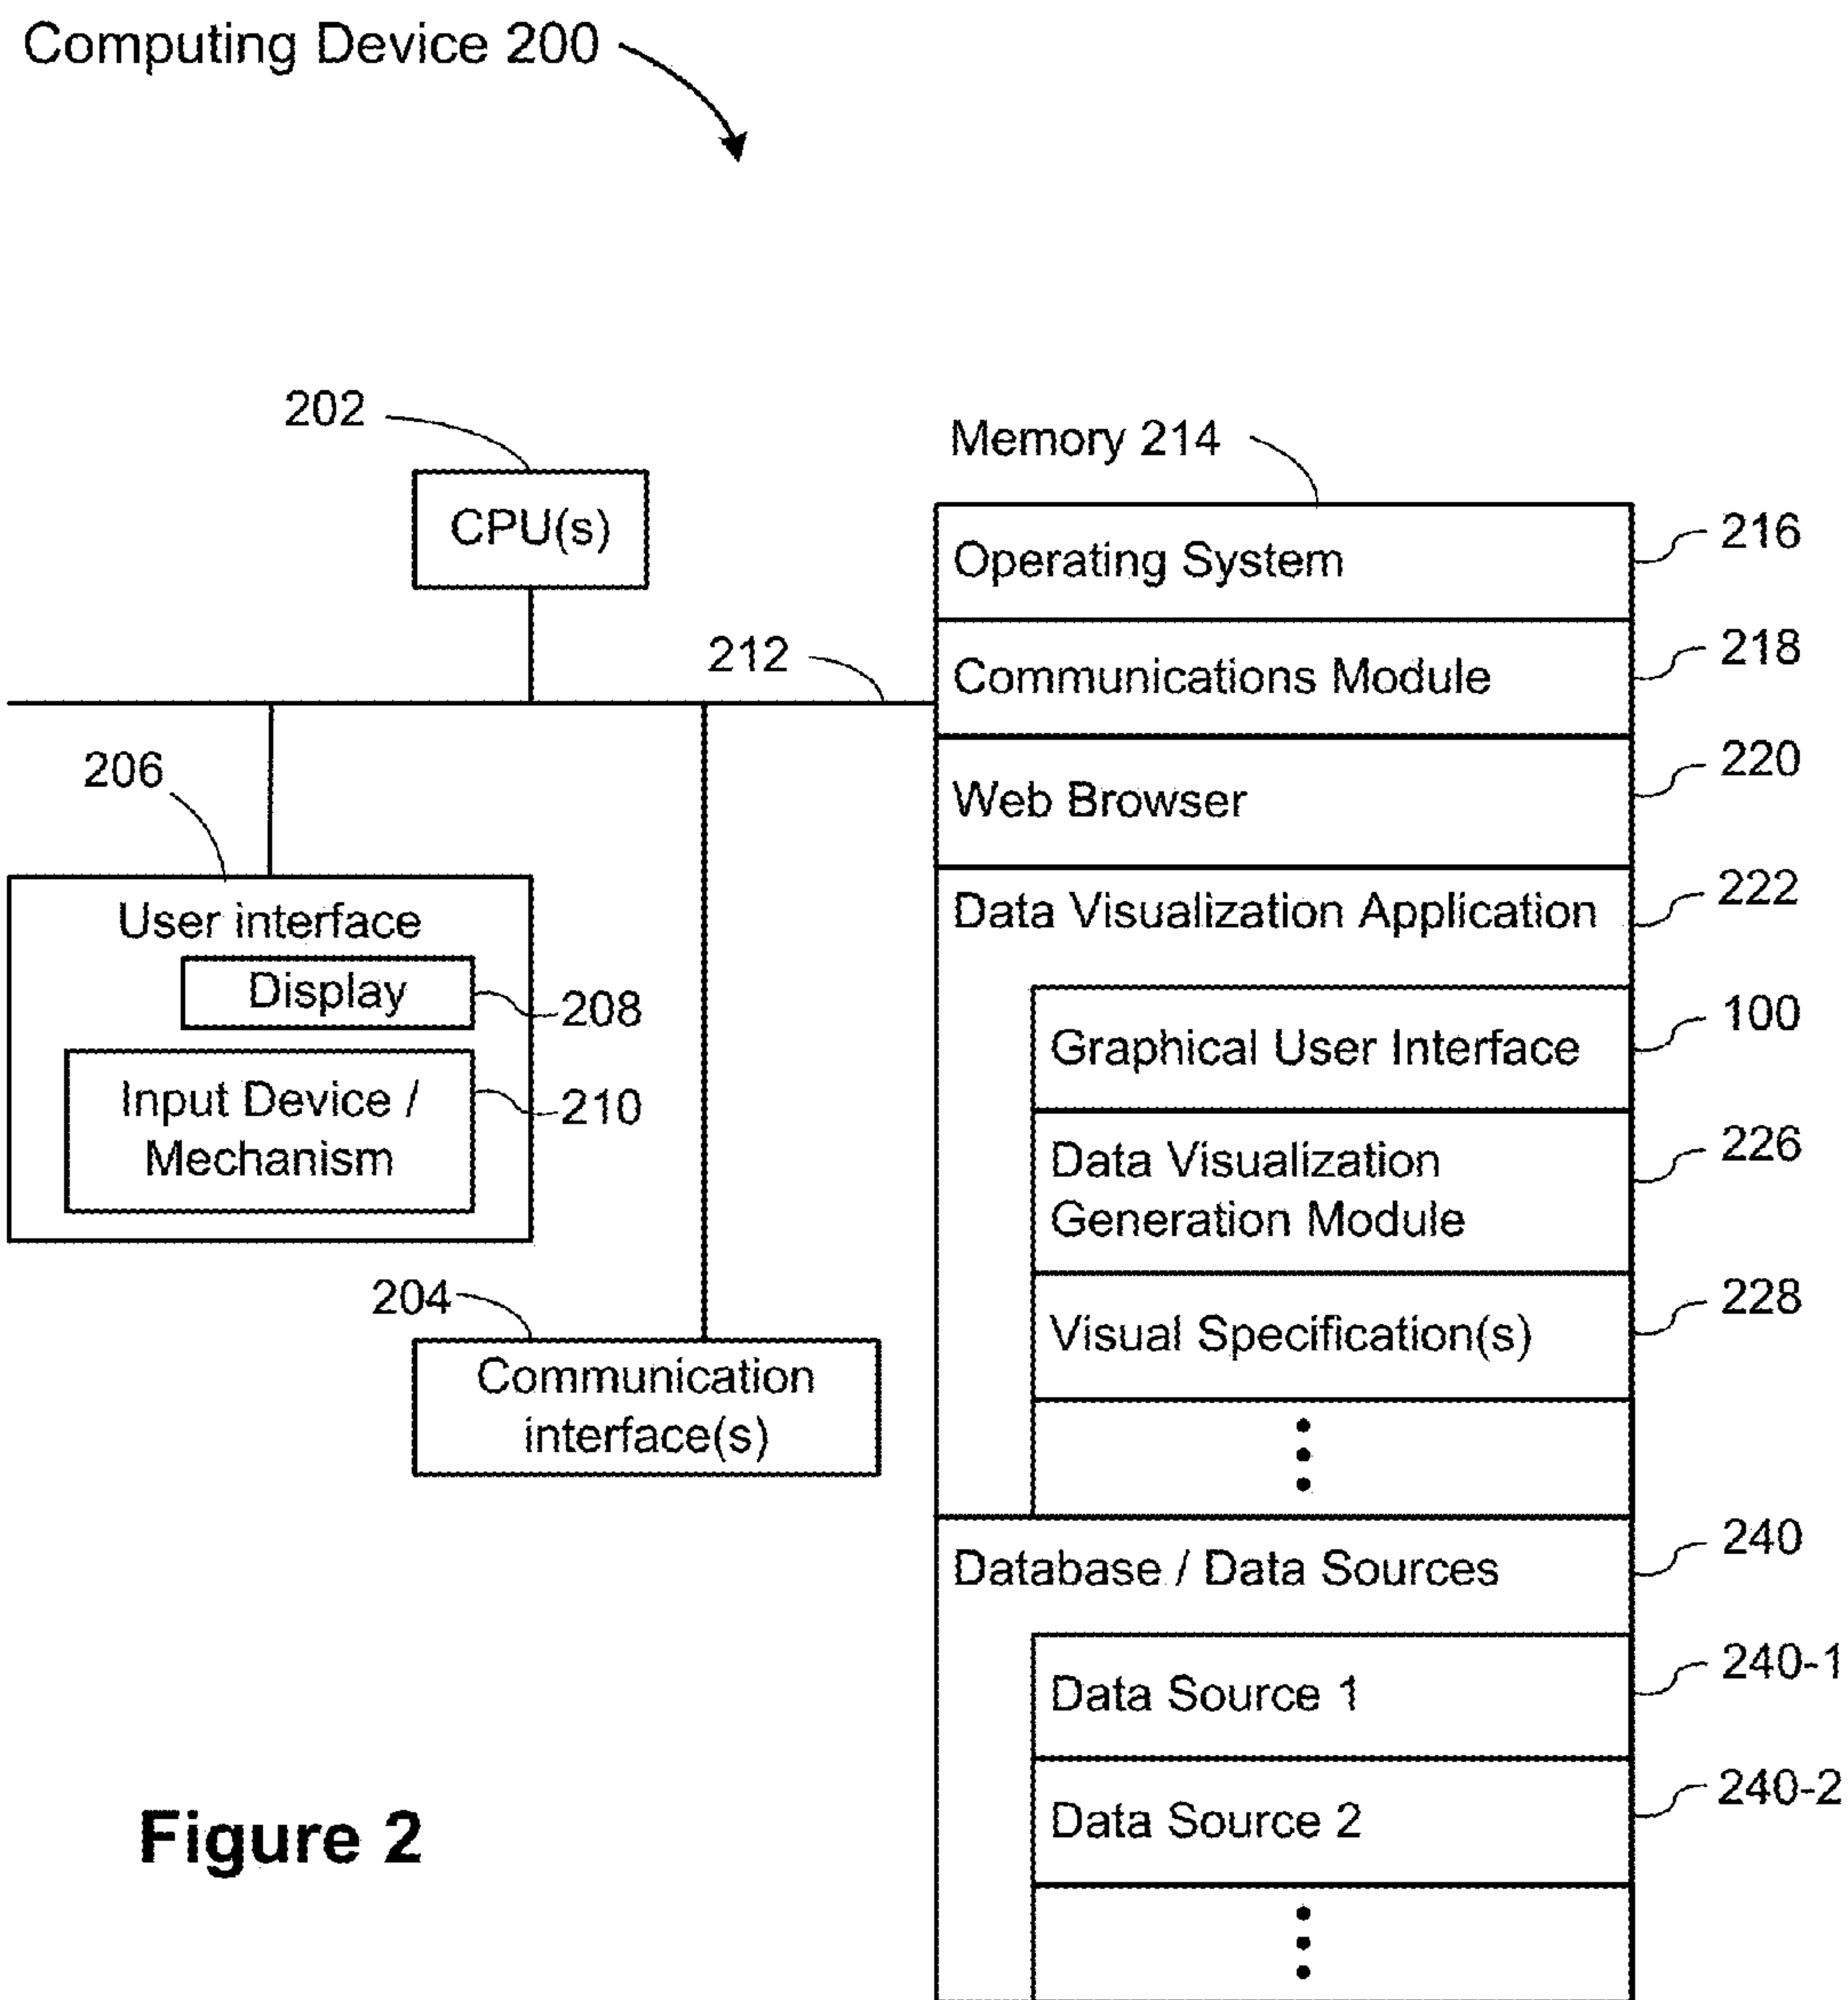 Computing Device 200
202
CPU(s)
212
206
User interface
Display
208
Input Device /
Mechanism
210
204
Communication
interface(s)
Memory 214
Operating System
216
Communications Module
218
Web Browser
220
Data Visualization Application
222
Graphical User Interface
100
Data Visualization
Generation Module
226
Visual Specification(s)
228
Database / Data Sources
240
Data Source 1
240-1
Data Source 2
240-2
Figure 2